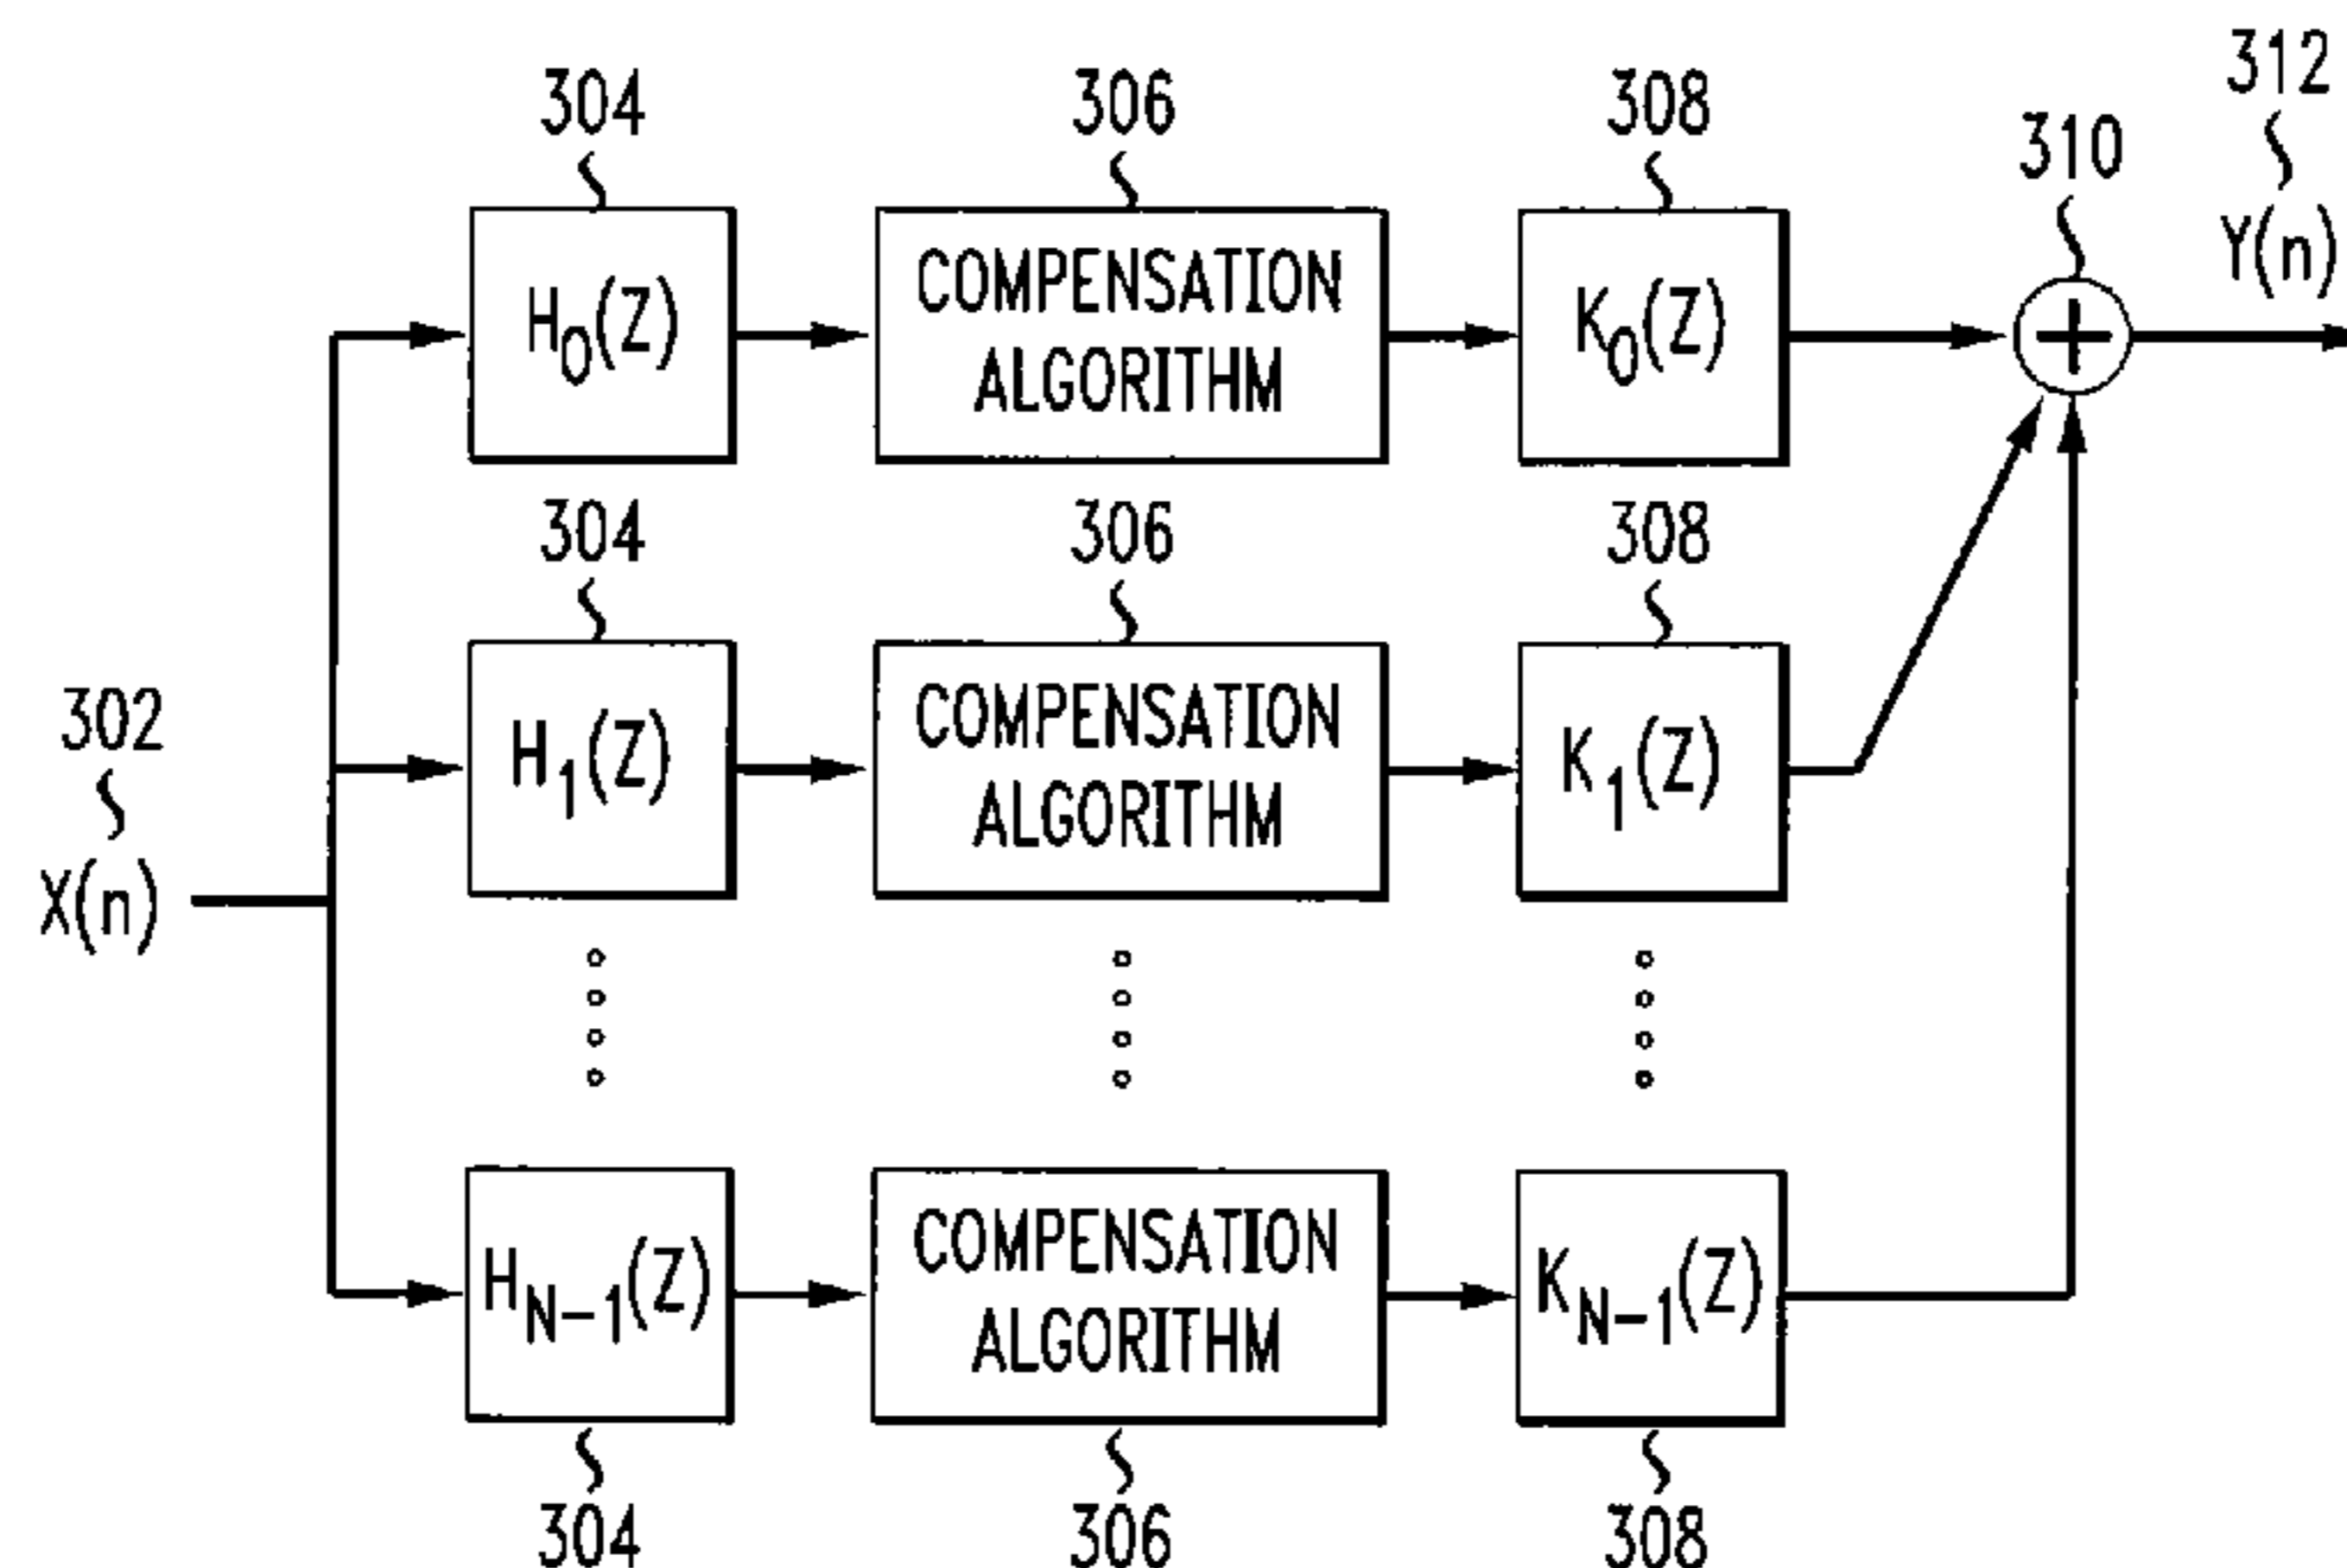 312
304
306
308
310
Y(n)
H0(Z)
COMPENSATION
ALGORITHM
K0(Z)
+
304
306
308
302
H1(Z)
COMPENSATION
ALGORITHM
K1(Z)
X(n)
HN-1(Z)
COMPENSATION
ALGORITHM
KN-1(Z)
304
306
308